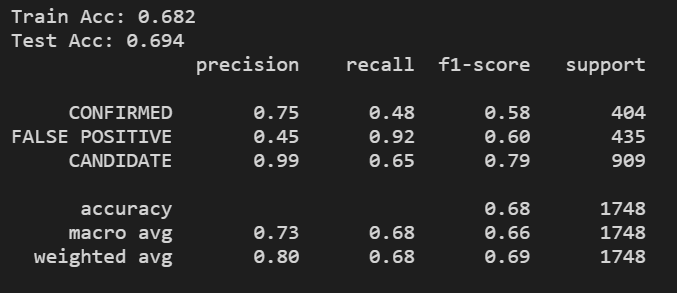 Train Acc: 0.682
Test Acc: 0.694
precision recall f1-score support
CONFIRMED 0.75 0.48 0.58 404
FALSE POSITIVE 0.45 0.92 0.60 435
CANDIDATE 0.99 0.65 0.79 909
accuracy 0.68 1748
macro avg 0.73 0.68 0.66 1748
weighted avg 0.80 0.68 0.69 1748